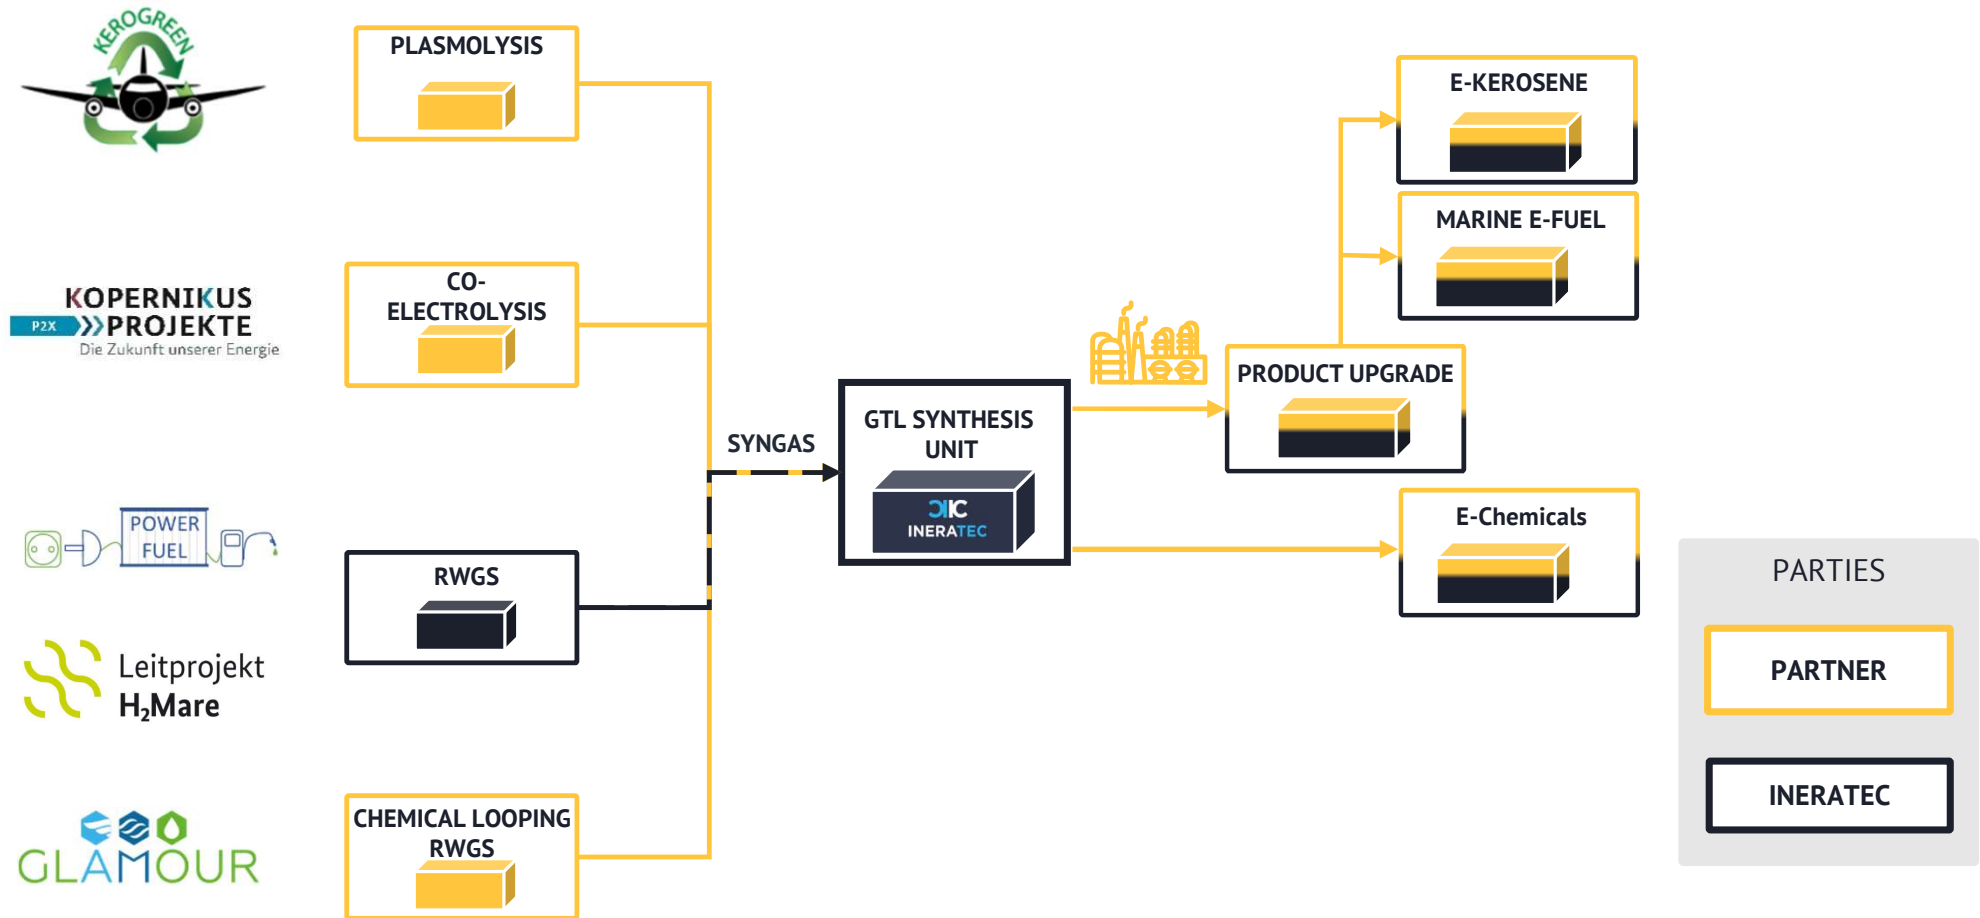 KEROGREEN
PLASMOLYSIS
KOPERNIKUS
P2X
PROJEKTE
Die Zukunft unserer Energie
CO-
ELECTROLYSIS
POWER
FUEL
RWGS
Leitprojekt
H₂Mare
GLAMOUR
CHEMICAL LOOPING
RWGS
SYNGAS
GTL SYNTHESIS
UNIT
INERATEC
PRODUCT UPGRADE
E-KEROSENE
MARINE E-FUEL
E-Chemicals
PARTIES
PARTNER
INERATEC